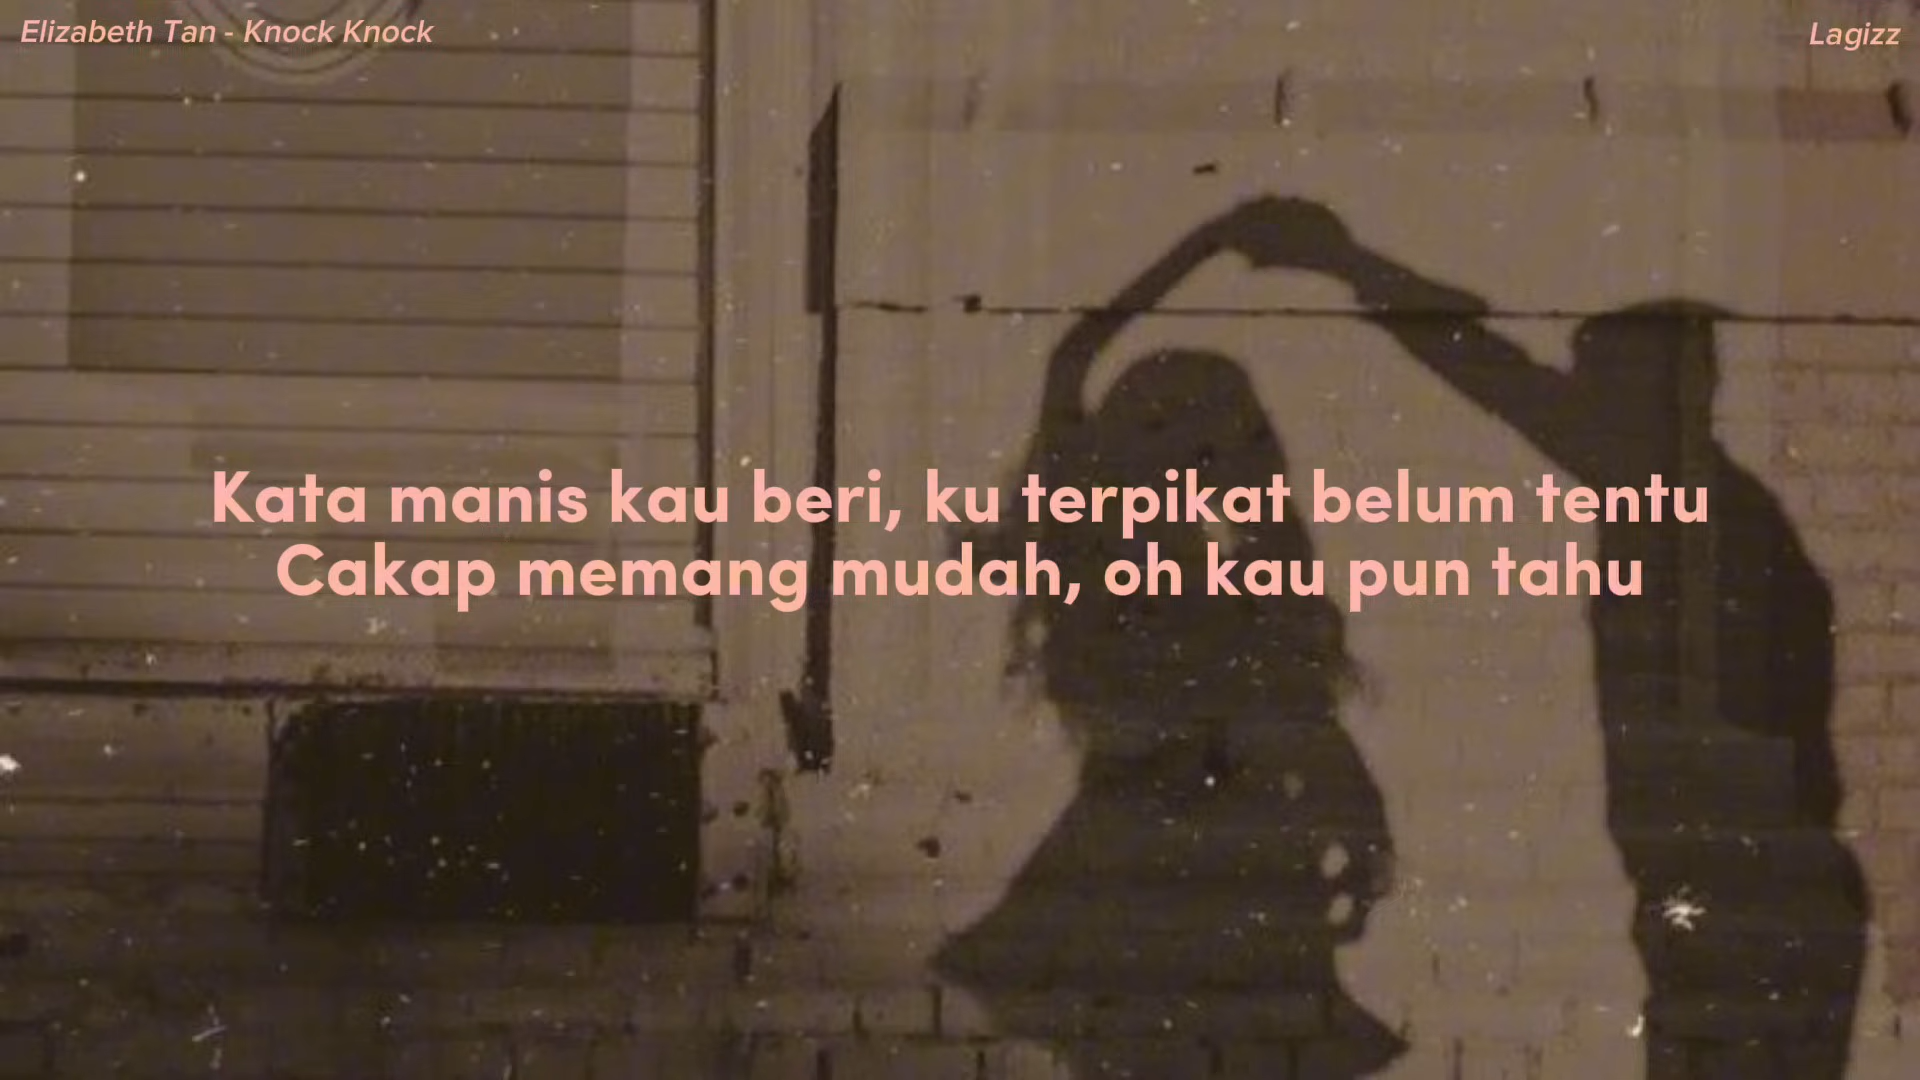 Elizabeth Tan - Knock Knock
Lagizz
Kata manis kau beri, ku terpikat belum tentu
Cakap memang mudah, oh kau pun tahu